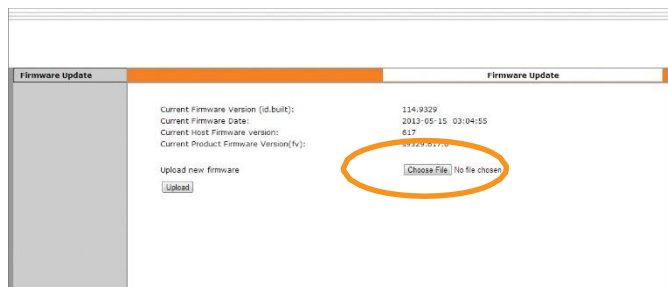 Firmware Update
Firmware Update
Current Firmware Version (id.built): 114.9329
Current Firmware Date: 2013-05-15 03:04:55
Current Host Firmware version: 617
Current Product Firmware Version(fv):
Upload new firmware Choose File No file chosen
Upload